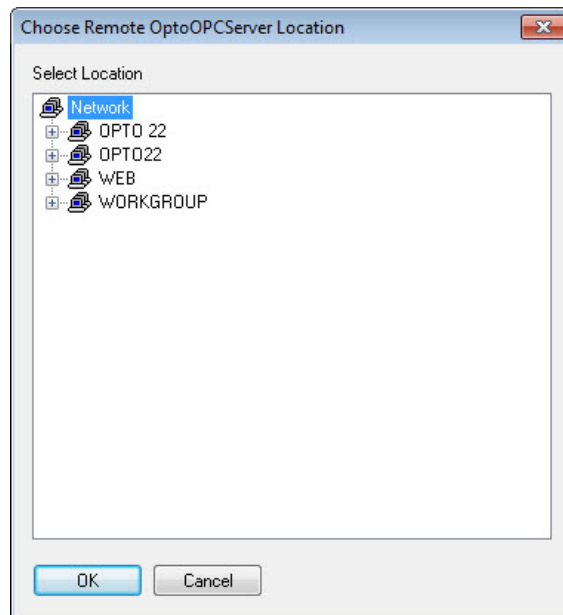 Choose Remote OptoOPCServer Location
Select Location
Network
OPTO 22
OPTO22
WEB
WORKGROUP
OK
Cancel